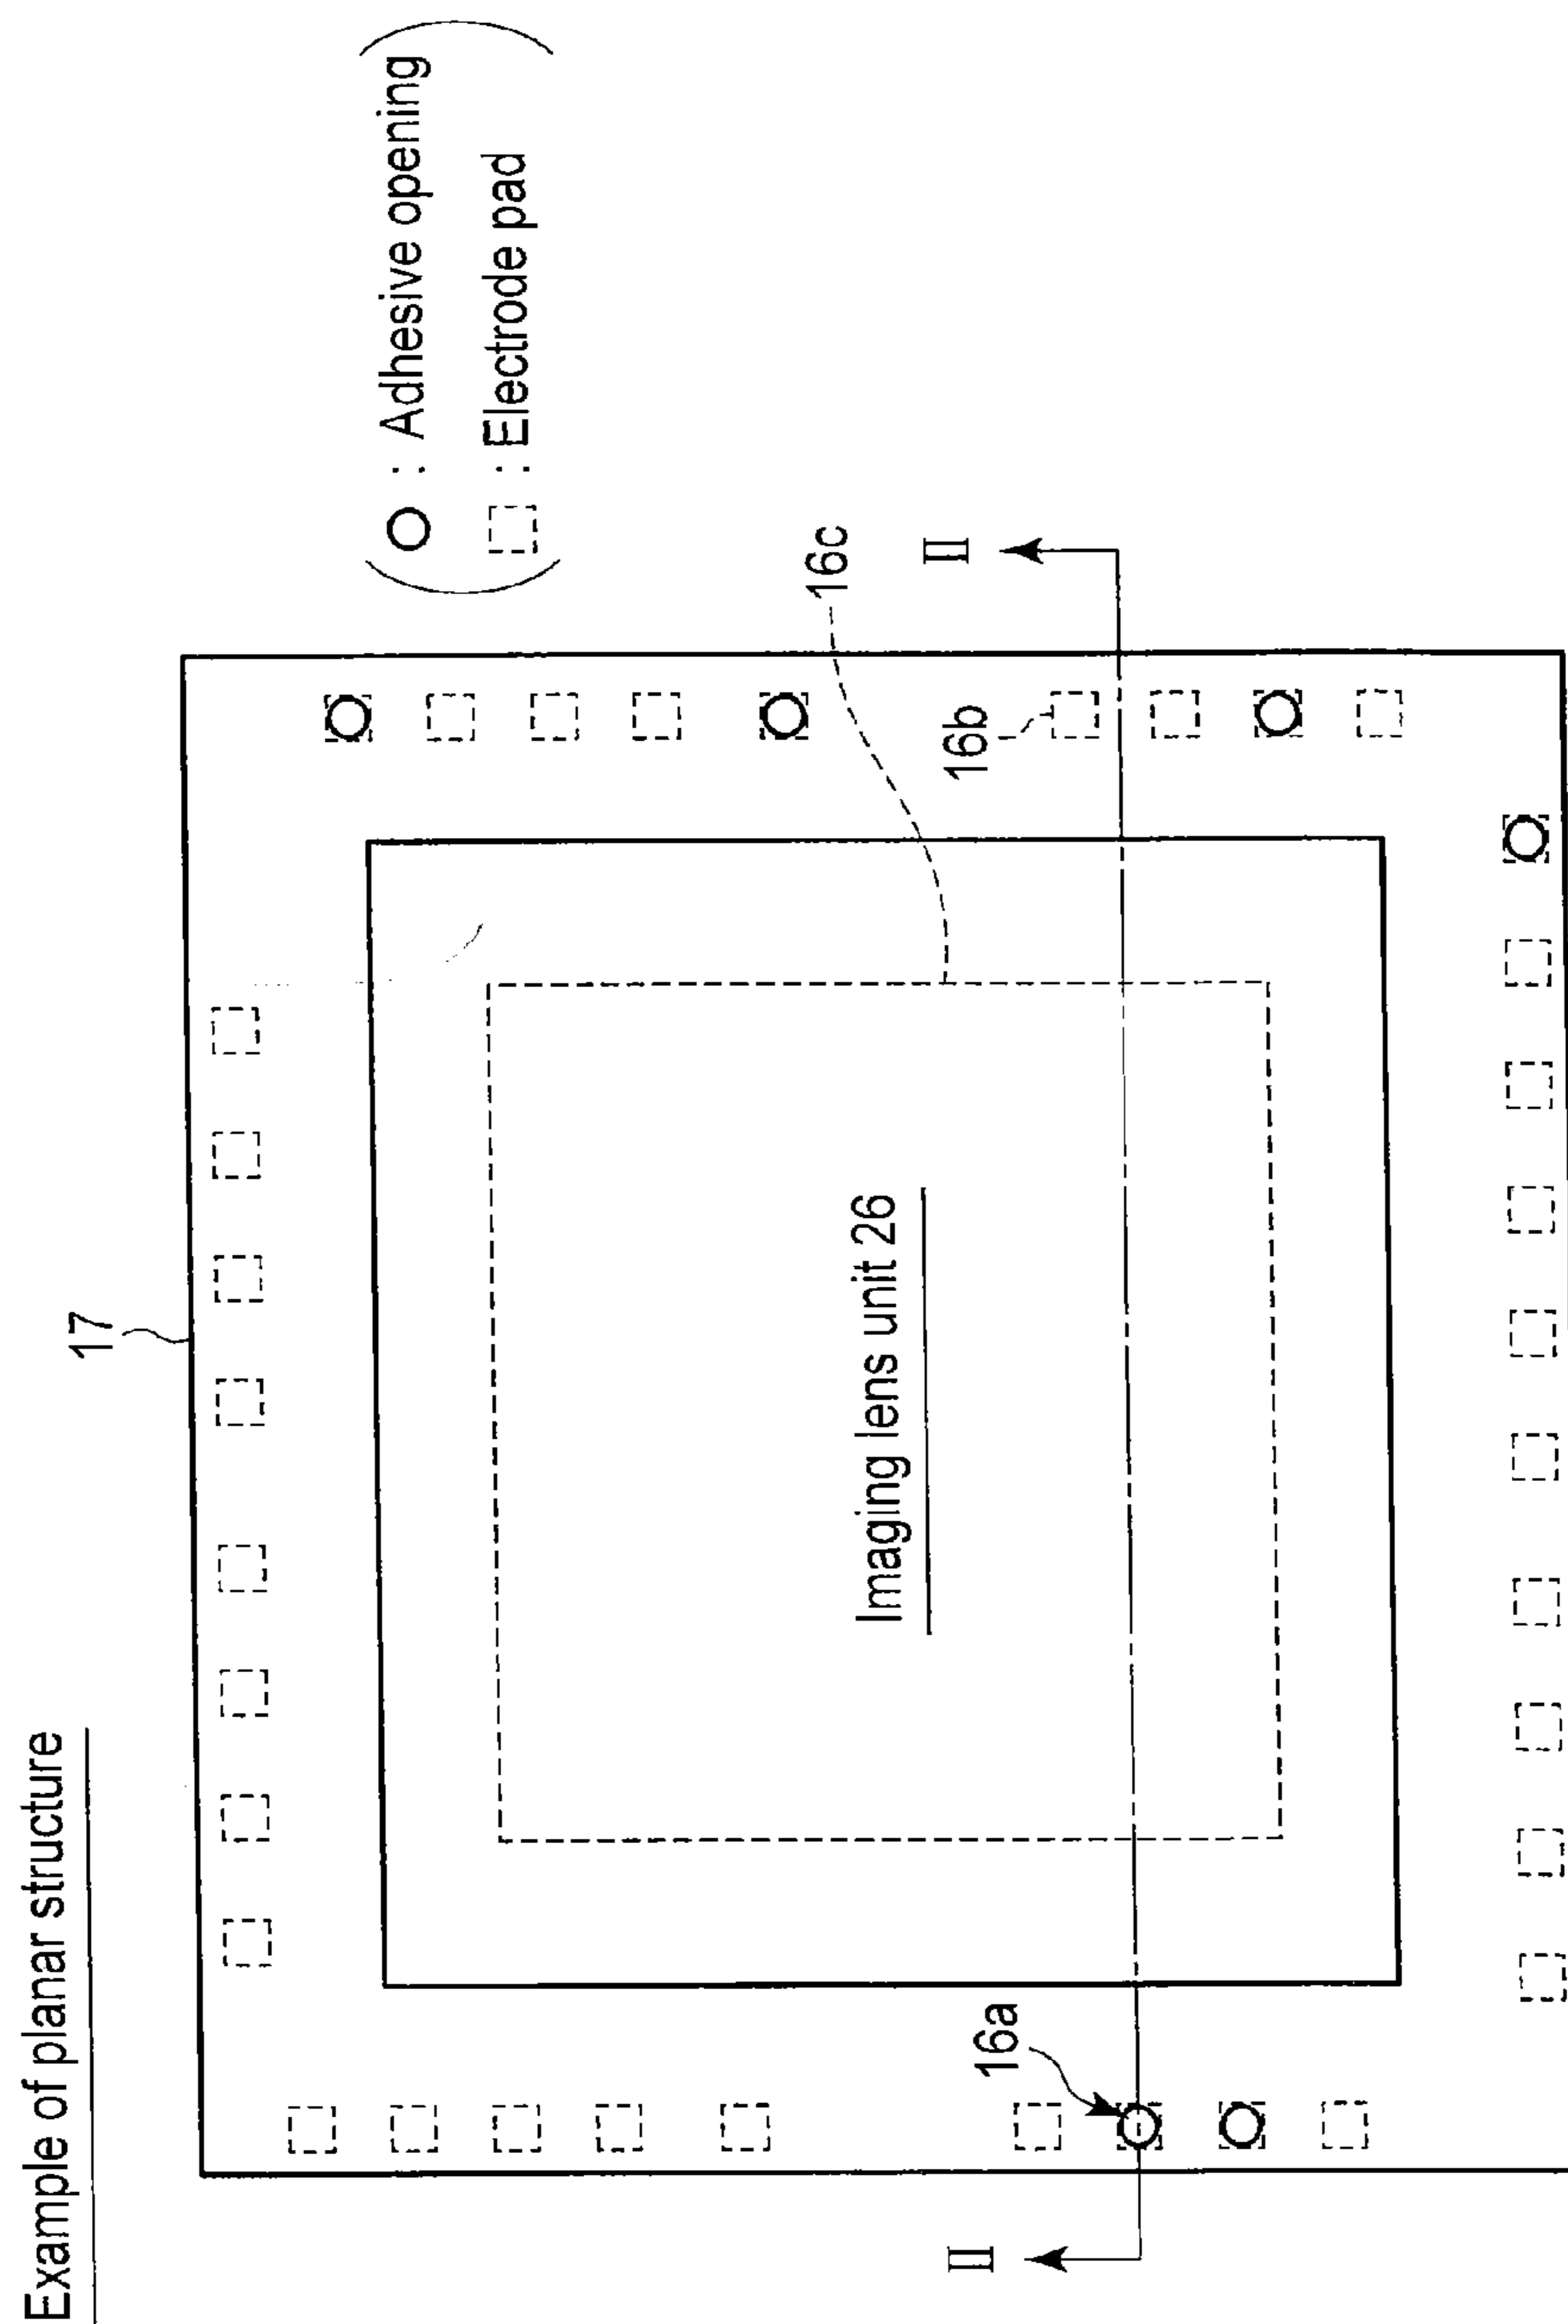 Example of planar structure
17
: Adhesive opening
: Electrode pad
16c
II
16b
Imaging lens unit 26
16a
II